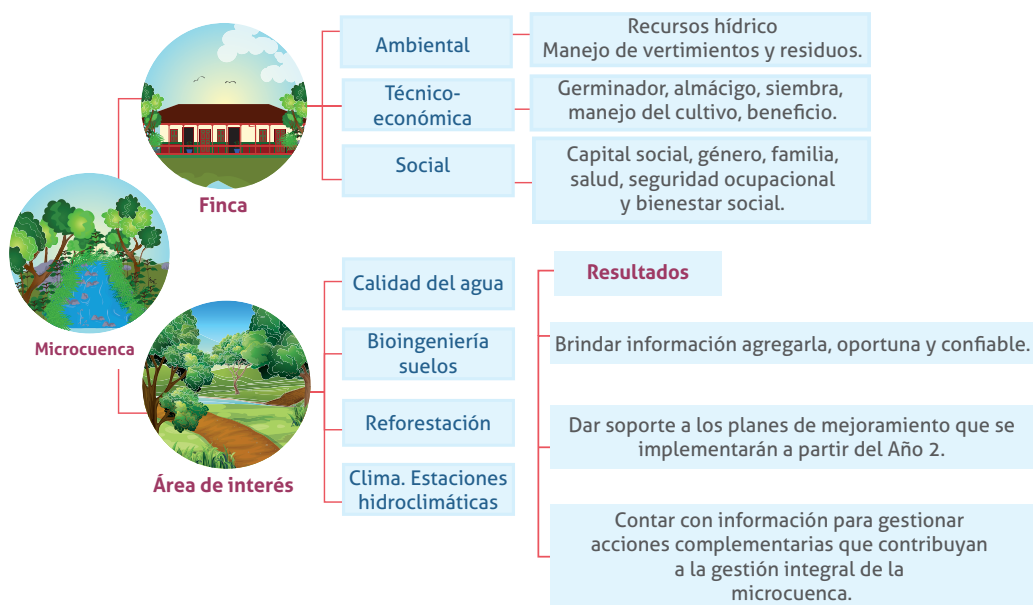 Ambiental
Recursos hídrico
Manejo de vertimientos y residuos.
Técnico-
económica
Germinador, almácigo, siembra,
manejo del cultivo, beneficio.
Social
Capital social, género, familia,
salud, seguridad ocupacional
y bienestar social.
Finca
Microcuenca
Área de interés
Calidad del agua
Bioingeniería
suelos
Reforestación
Clima. Estaciones
hidroclimáticas
Resultados
Brindar información agregarla, oportuna y confiable.
Dar soporte a los planes de mejoramiento que se
implementarán a partir del Año 2.
Contar con información para gestionar
acciones complementarias que contribuyan
a la gestión integral de la
microcuenca.